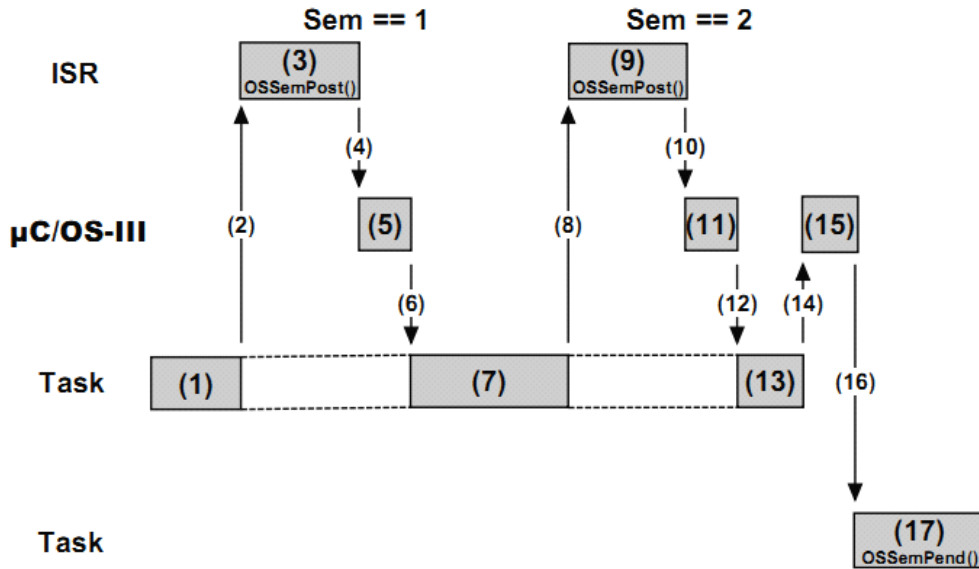 Sem == 1
Sem == 2
ISR
(3)
OSSemPost()
(9)
OSSemPost()
(4)
(10)
µC/OS-III
(2)
(5)
(8)
(11)
(15)
(6)
(12)
(14)
Task
(1)
(7)
(13)
(16)
Task
(17)
OSSemPend()